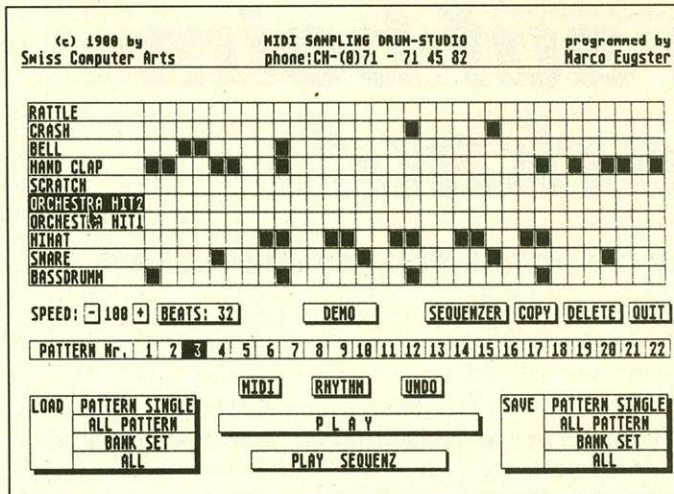 (c) 1988 by MIDI SAMPLING DRUM-STUDIO programmed by
Swiss Computer Arts phone:CH-(0)71 - 71 45 82 Marco Eugster
RATTLE
CRASH
BELL
HAND CLAP
SCRATCH
ORCHESTRA HIT2
ORCHESTRA HIT1
HIHAT
SNARE
BASSDRUMM
SPEED: - 100 + BEATS: 32 DEMO SEQUENZER COPY DELETE QUIT
PATTERN Nr. 1 2 3 4 5 6 7 8 9 10 11 12 13 14 15 16 17 18 19 20 21 22
MIDI RHYTHM UNDO
LOAD PATTERN SINGLE
ALL PATTERN
BANK SET
ALL
PLAY
PLAY SEQUENZ
SAVE PATTERN SINGLE
ALL PATTERN
BANK SET
ALL